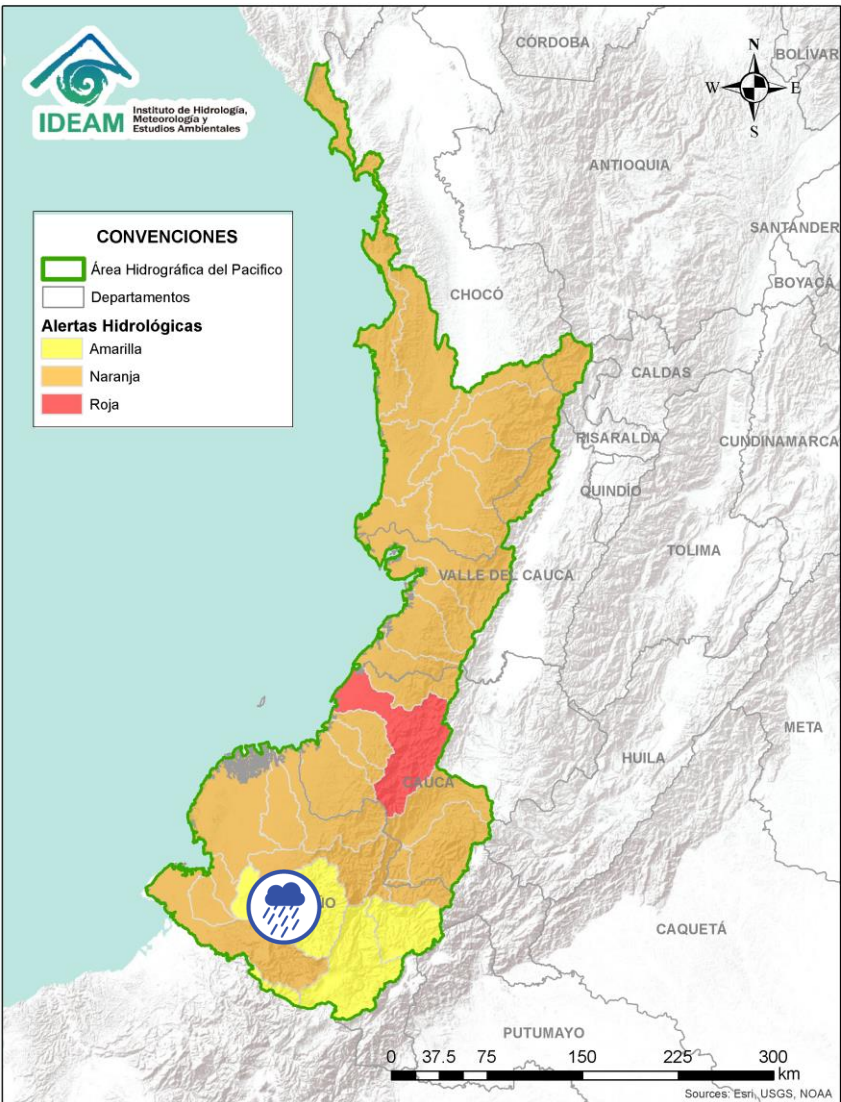 IDEAM
Instituto de Hidrología,
Meteorología y
Estudios Ambientales
N
W
E
S
CONVENCIONES
Área Hidrográfica del Pacifico
Departamentos
Alertas Hidrológicas
Amarilla
Naranja
Roja
CÓRDOBA
BOLIVAR
ANTIOQUIA
SANTANDER
BOYACÁ
CHOCÓ
CALDAS
RISARALDA
CUNDINAMARCA
QUINDÍO
TOLIMA
VALLE DEL CAUCA
META
HUILA
CAUCA
CAQUETÁ
PUTUMAYO
0 37.5 75 150 225 300
km
Sources: Esri, USGS, NOAA